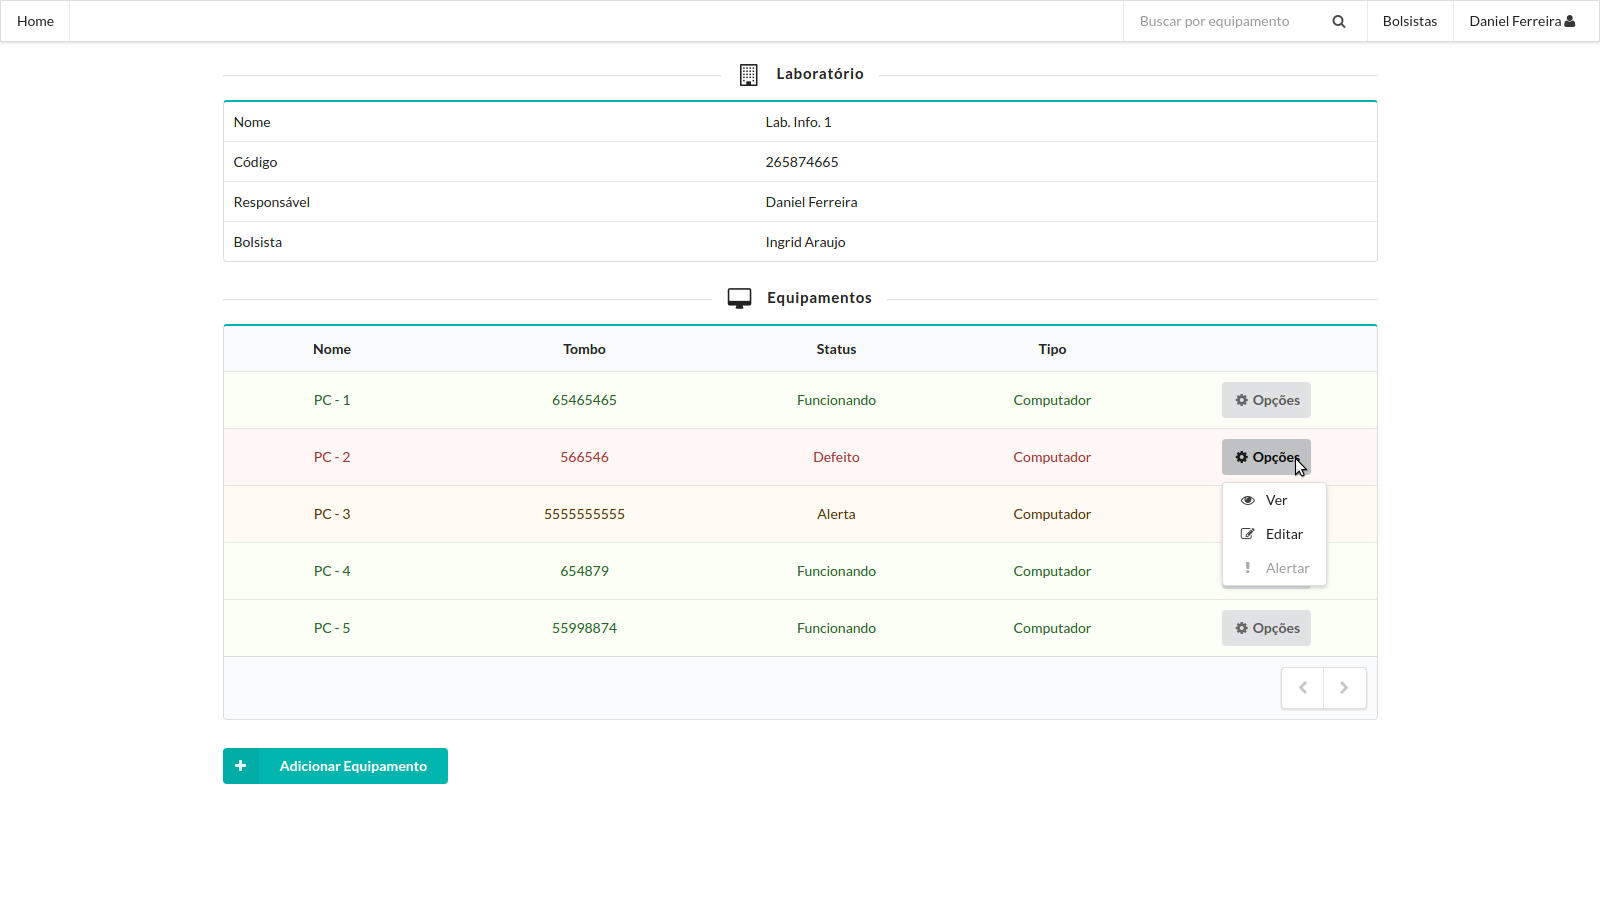 Home Buscar por equipamento Bolsistas Daniel Ferreira
Laboratório
Nome Lab. Info. 1
Código 265874665
Responsável Daniel Ferreira
Bolsista Ingrid Araujo
Equipamentos
Nome Tombo Status Tipo
PC - 1 65465465 Funcionando Computador Opções
PC - 2 566546 Defeito Computador Opções
Ver
PC - 3 5555555555 Alerta Computador
Editar
Alertar
PC - 4 654879 Funcionando Computador
PC - 5 55998874 Funcionando Computador Opções
Adicionar Equipamento